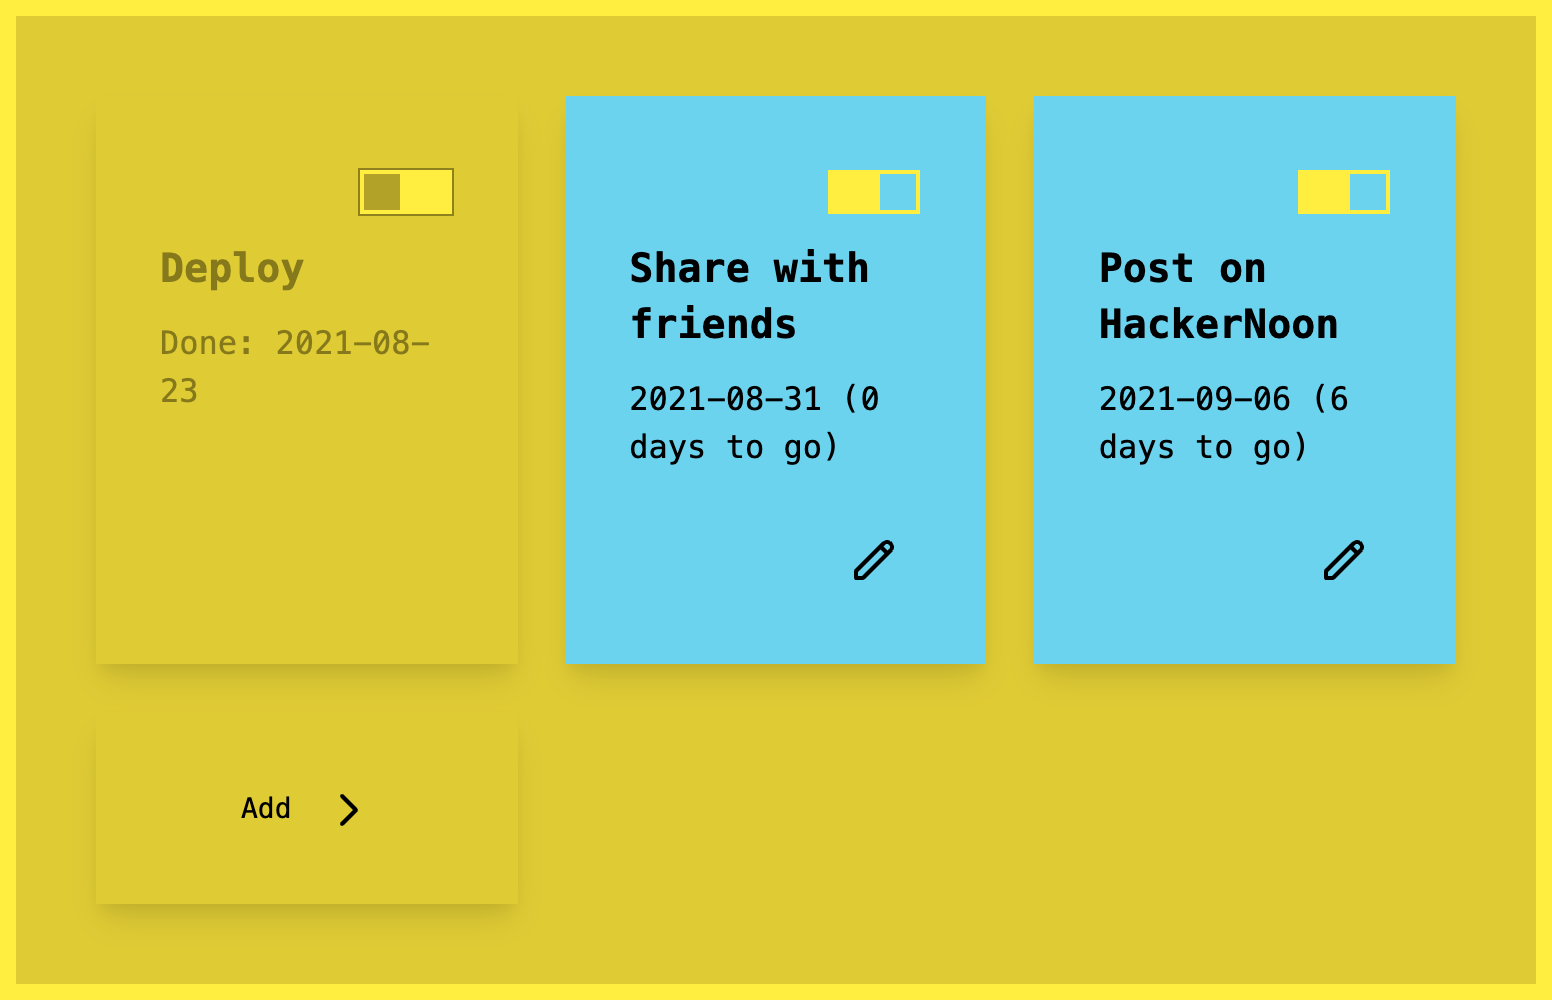 Deploy
Done: 2021-08-
23
Share with
friends
2021-08-31 (0
days to go)
Post on
HackerNoon
2021-09-06 (6
days to go)
Add